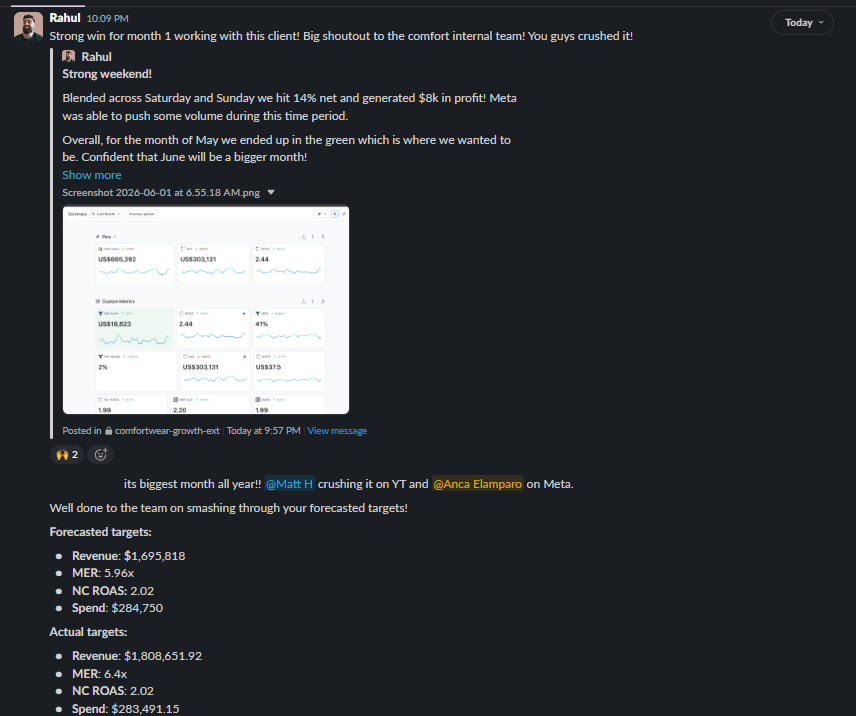 Rahul 10:09 PM
Today
Strong win for month 1 working with this client! Big shoutout to the comfort internal team! You guys crushed it!
Rahul
Strong weekend!
Blended across Saturday and Sunday we hit 14% net and generated $8k in profit! Meta
was able to push some volume during this time period.
Overall, for the month of May we ended up in the green which is where we wanted to
be. Confident that June will be a bigger month!
Show more
Screenshot 2026-06-01 at 6.55.18 AM.png
Summary Last Month Previous period
Pins
US$665,392 US$303,131 2.44
Custom Metrics
US$16,823 2.44 41%
2% US$303,131 US$37.5
1.99 2.20 1.99
Posted in comfortwear-growth-ext Today at 9:57 PM View message
2
its biggest month all year!! @Matt H crushing it on YT and @Anca Elamparo on Meta.
Well done to the team on smashing through your forecasted targets!
Forecasted targets:
Revenue: $1,695,818
MER: 5.96x
NC ROAS: 2.02
Spend: $284,750
Actual targets:
Revenue: $1,808,651.92
MER: 6.4x
NC ROAS: 2.02
Spend: $283,491.15